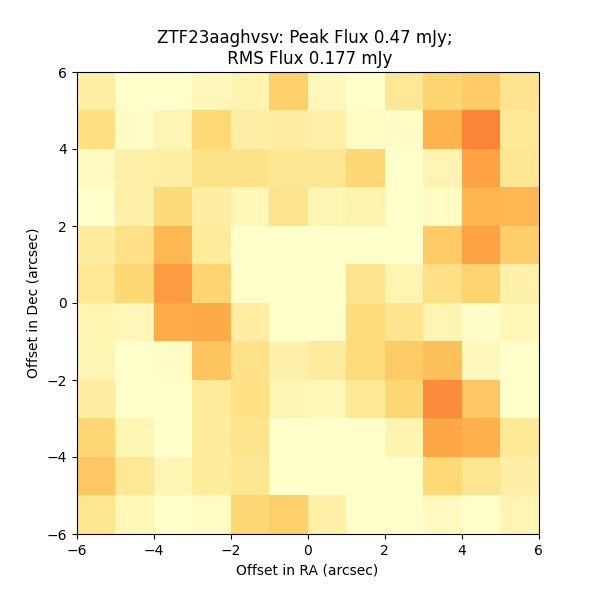 ZTF23aaghvsv: Peak Flux 0.47 mJy;
RMS Flux 0.177 mJy
6
4
2
0
−2
−4
−6
Offset in Dec (arcsec)
−6 −4 −2 0 2 4 6
Offset in RA (arcsec)